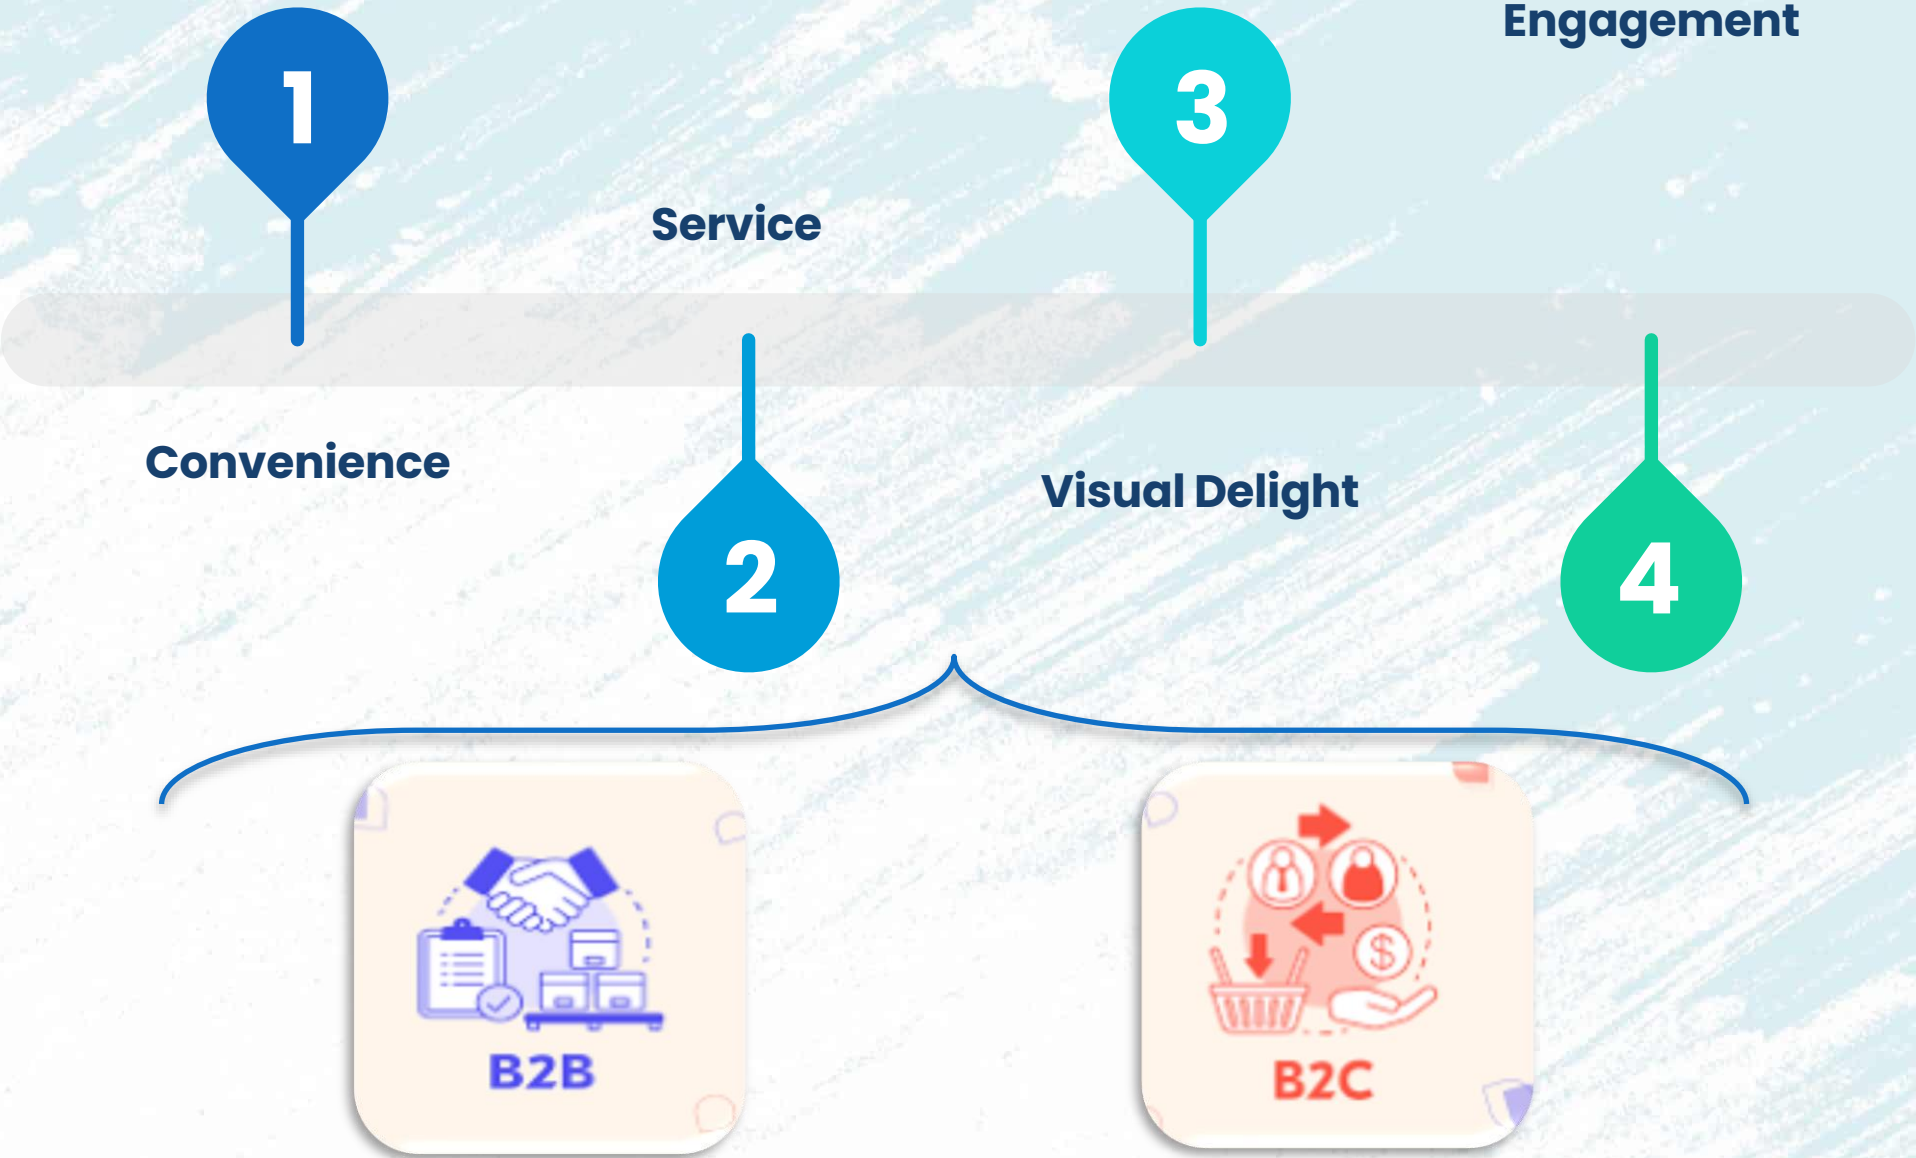 1
Convenience
2
Service
3
Visual Delight
4
Engagement
B2B
$
B2C